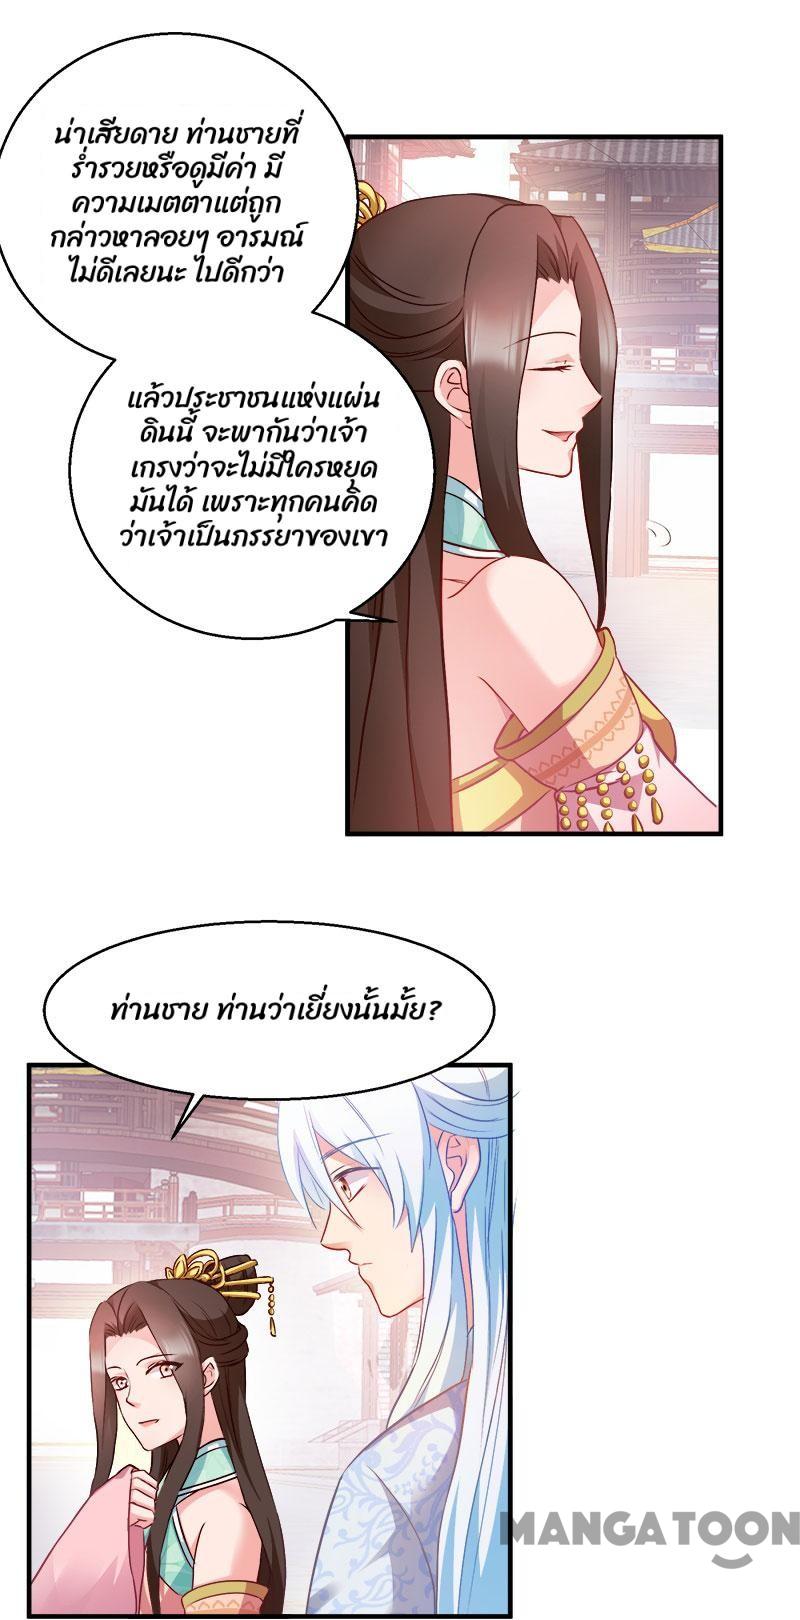 น่าเสียดาย ท่านชายที่
ร่ำรวยหรือดูมีค่า มี
ความเมตตาแต่ถูก
กล่าวหาลอยๆ อารมณ์
ไม่ดีเลยนะ ไปดีกว่า
แล้วประชาชนแห่งแผ่น
ดินนี้ จะพากันว่าเจ้า
เกรงว่าจะไม่มีใครหยุด
มันได้ เพราะทุกคนคิด
ว่าเจ้าเป็นภรรยาของเขา
ท่านชาย ท่านว่าเยี่ยงนั้นมั้ย?
MANGATOON